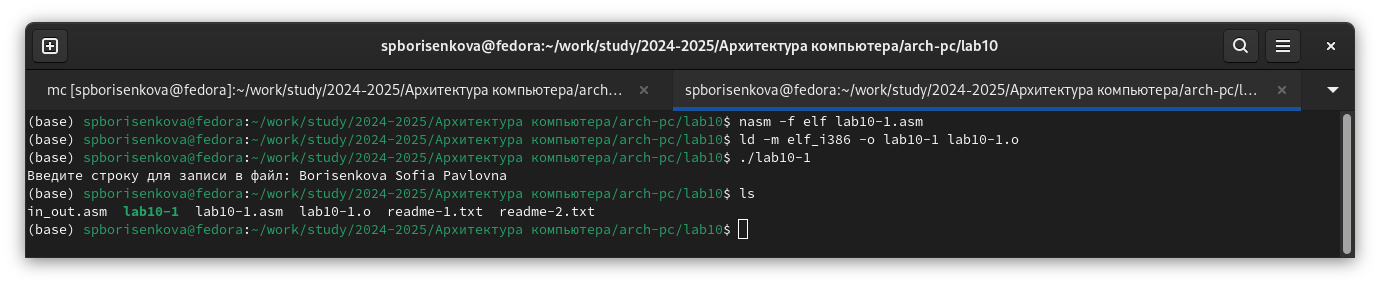 spborisenkova@fedora:~/work/study/2024-2025/Архитектура компьютера/arch-pc/lab10
mc [spborisenkova@fedora]:~/work/study/2024-2025/Архитектура компьютера/arch...
spborisenkova@fedora:~/work/study/2024-2025/Архитектура компьютера/arch-pc/l...
(base) spborisenkova@fedora:~/work/study/2024-2025/Архитектура компьютера/arch-pc/lab10$ nasm -f elf lab10-1.asm
(base) spborisenkova@fedora:~/work/study/2024-2025/Архитектура компьютера/arch-pc/lab10$ ld -m elf_i386 -o lab10-1 lab10-1.o
(base) spborisenkova@fedora:~/work/study/2024-2025/Архитектура компьютера/arch-pc/lab10$ ./lab10-1
Введите строку для записи в файл: Borisenkova Sofia Pavlovna
(base) spborisenkova@fedora:~/work/study/2024-2025/Архитектура компьютера/arch-pc/lab10$ ls
in_out.asm  lab10-1  lab10-1.asm  lab10-1.o  readme-1.txt  readme-2.txt
(base) spborisenkova@fedora:~/work/study/2024-2025/Архитектура компьютера/arch-pc/lab10$